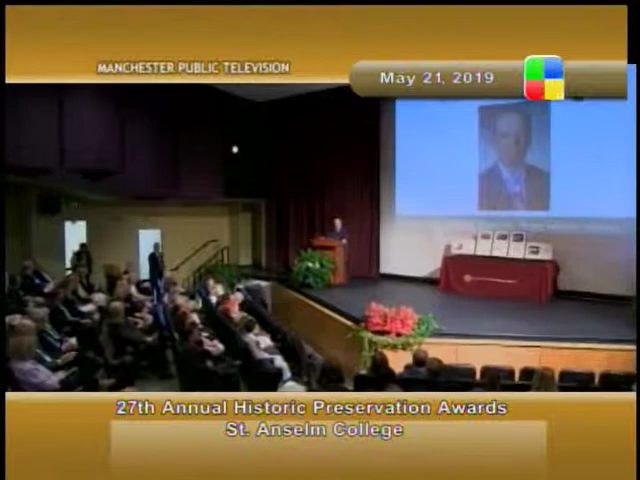 MANCHESTER PUBLIC TELEVISION
May 21, 2019
27th Annual Historic Preservation Awards
St. Anselm College